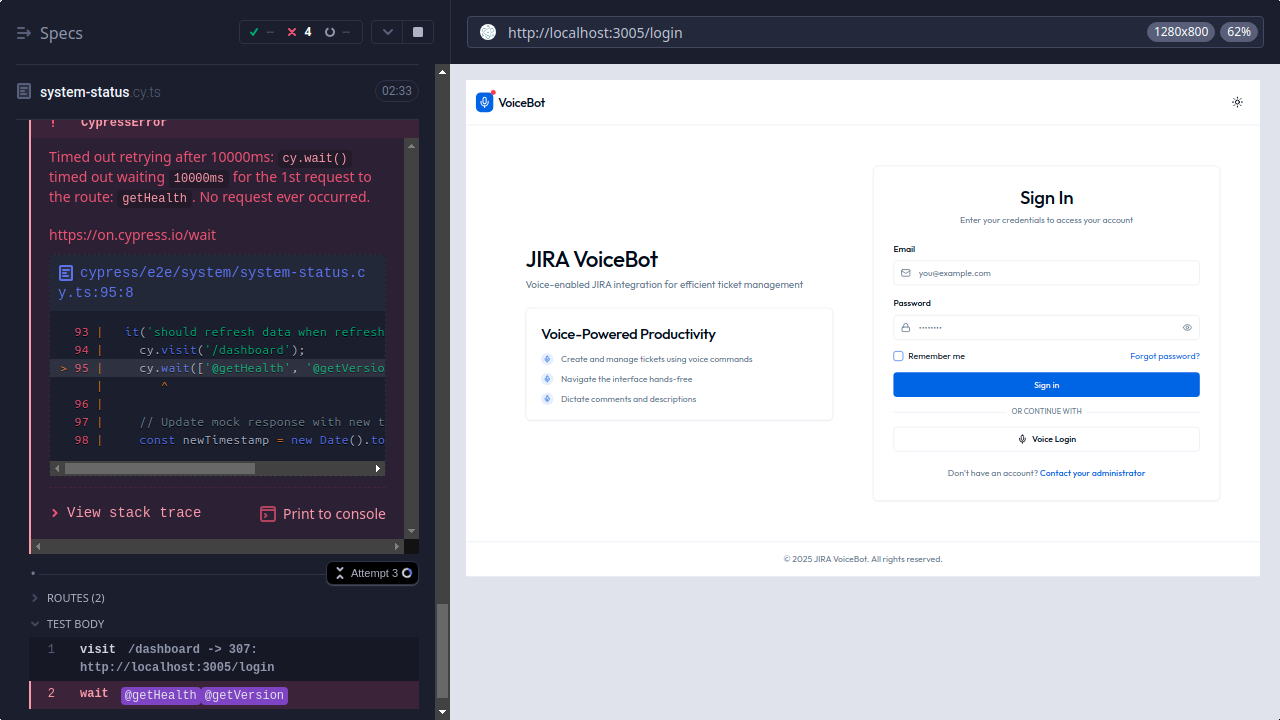 Specs
-- 4 --
system-status.cy.ts 02:33
! CypressError
Timed out retrying after 10000ms: cy.wait()
timed out waiting 10000ms for the 1st request to
the route: getHealth. No request ever occurred.
https://on.cypress.io/wait
cypress/e2e/system/system-status.c
y.ts:95:8
93 | it('should refresh data when refresh
94 | cy.visit('/dashboard');
> 95 | cy.wait(['@getHealth', '@getVersio
| ^
96 |
97 | // Update mock response with new t
98 | const newTimestamp = new Date().to
> View stack trace
Print to console
Attempt 3
ROUTES (2)
TEST BODY
1 visit /dashboard -> 307:
http://localhost:3005/login
2 wait @getHealth @getVersion
http://localhost:3005/login 1280x800 62%
VoiceBot
JIRA VoiceBot
Voice-enabled JIRA integration for efficient ticket management
Voice-Powered Productivity
Create and manage tickets using voice commands
Navigate the interface hands-free
Dictate comments and descriptions
Sign In
Enter your credentials to access your account
Email
you@example.com
Password
••••••••
Remember me Forgot password?
Sign in
OR CONTINUE WITH
Voice Login
Don't have an account? Contact your administrator
© 2025 JIRA VoiceBot. All rights reserved.